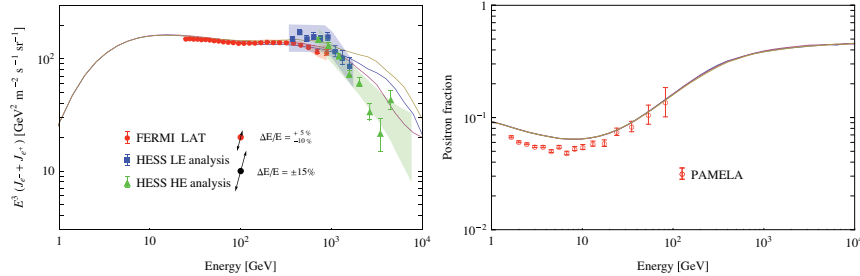 E³ (J_e⁻ + J_e⁺) [GeV² m⁻² s⁻¹ sr⁻¹]
10²
10
FERMI LAT
HESS LE analysis
HESS HE analysis
ΔE/E = +5% −10%
ΔE/E = ±15%
1 10 10² 10³ 10⁴
Energy [GeV]
Positron fraction
10⁰
10⁻¹
10⁻²
PAMELA
1 10 10² 10³ 10⁴
Energy [GeV]